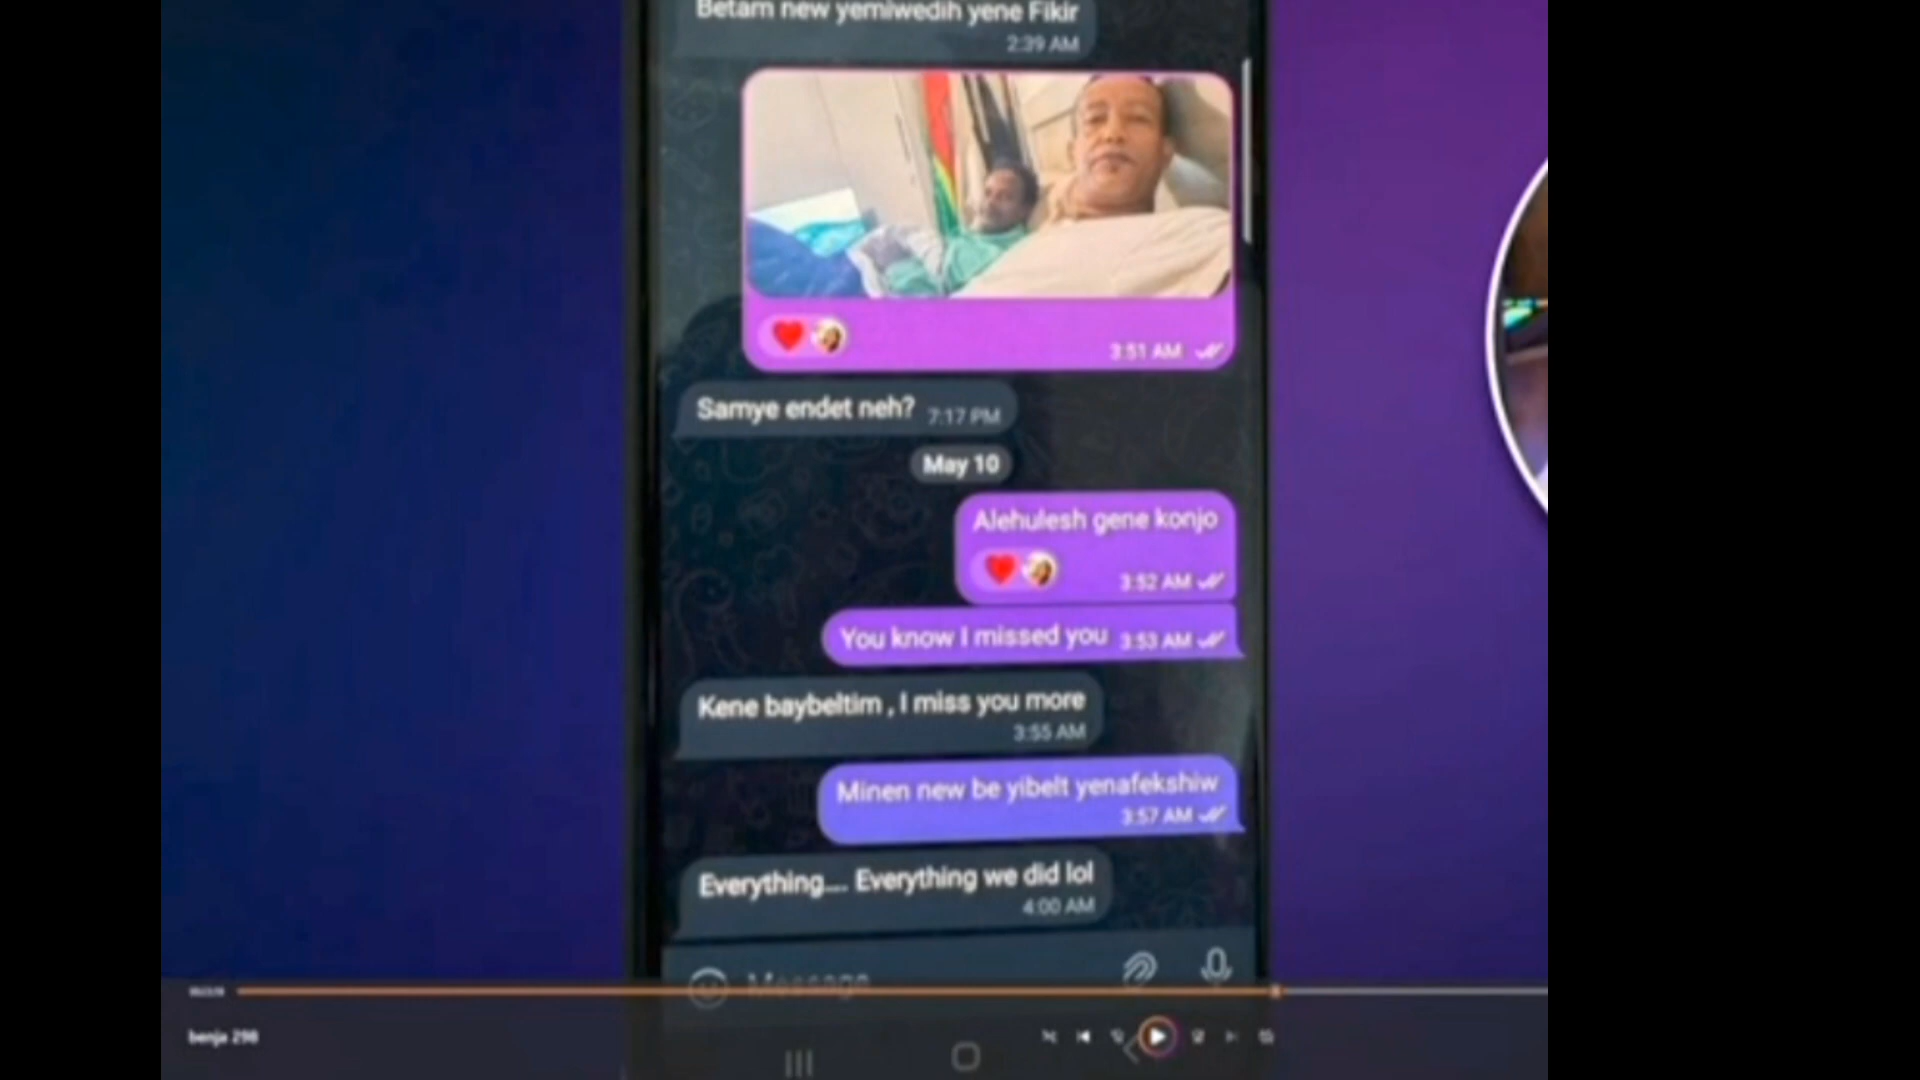 Betam new yemiwedih yene Fikir
2:39 AM
3:51 AM
Samye endet neh? 7:17 PM
May 10
Alehulesh gene konjo
3:52 AM
You know I missed you 3:53 AM
Kene baybeltim , I miss you more
3:55 AM
Minen new be yibelt yenafekshiw
3:57 AM
Everything.... Everything we did lol
4:00 AM
Message
benja 298